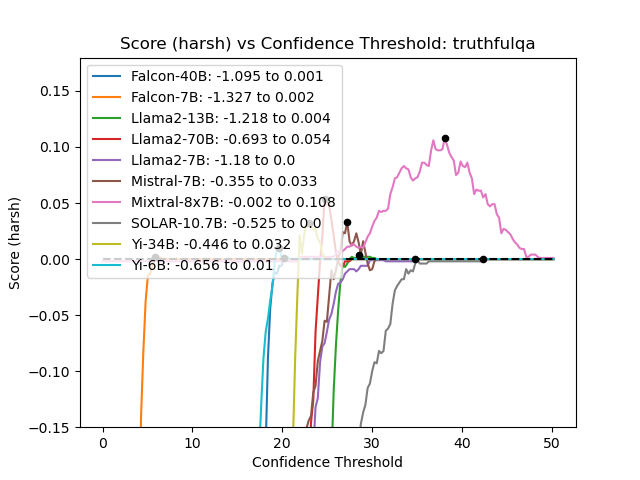 Score (harsh) vs Confidence Threshold: truthfulqa
Score (harsh)
0.15
0.10
0.05
0.00
−0.05
−0.10
−0.15
Falcon-40B: -1.095 to 0.001
Falcon-7B: -1.327 to 0.002
Llama2-13B: -1.218 to 0.004
Llama2-70B: -0.693 to 0.054
Llama2-7B: -1.18 to 0.0
Mistral-7B: -0.355 to 0.033
Mixtral-8x7B: -0.002 to 0.108
SOLAR-10.7B: -0.525 to 0.0
Yi-34B: -0.446 to 0.032
Yi-6B: -0.656 to 0.01
0 10 20 30 40 50
Confidence Threshold